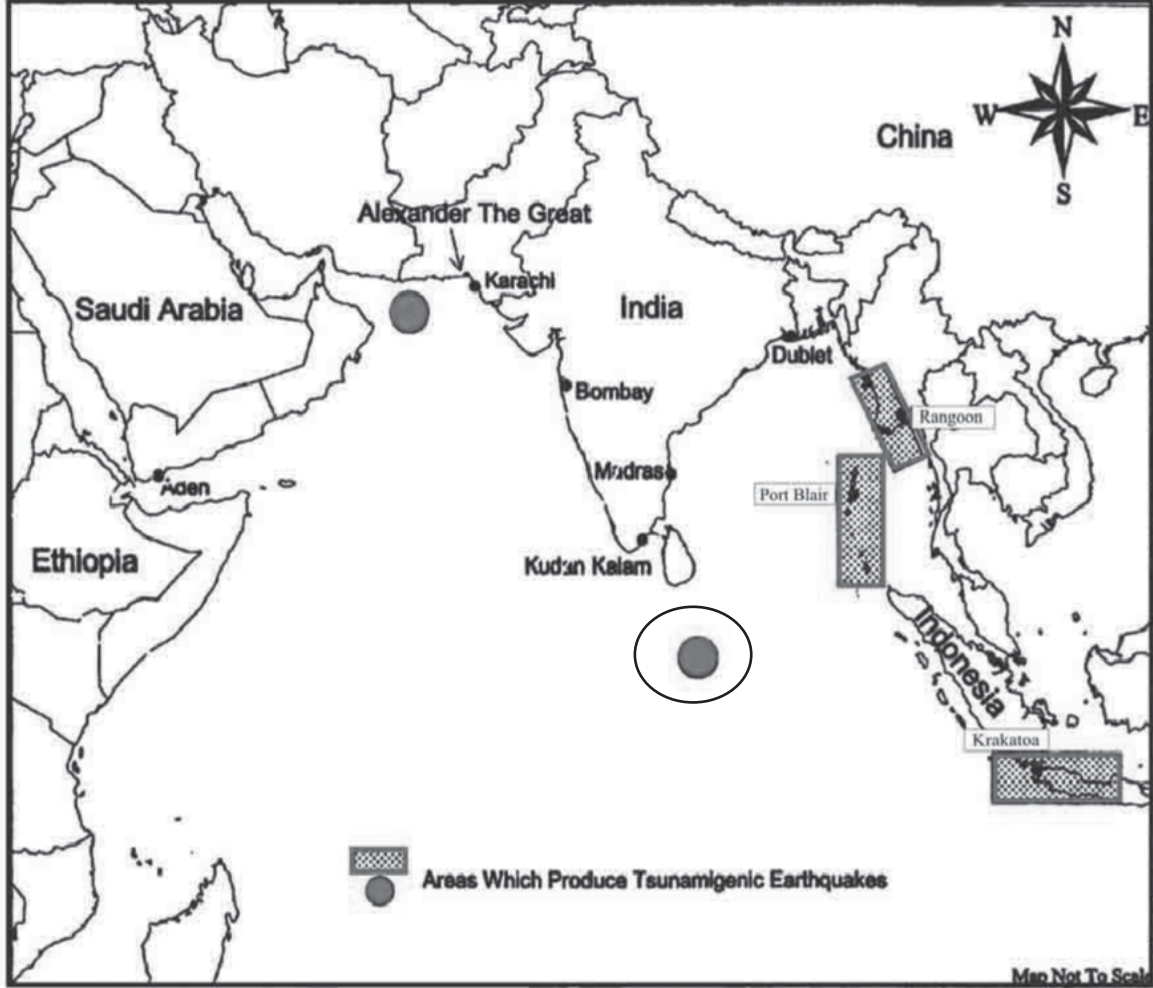 N
W E
S
China
Alexander The Great
Karachi
Saudi Arabia
India
Dublet
Bombay
Rangoon
Madras
Port Blair
Aden
Ethiopia
Kudan Kalam
Indonesia
Krakatoa
Areas Which Produce Tsunamigenic Earthquakes
Map Not To Scale